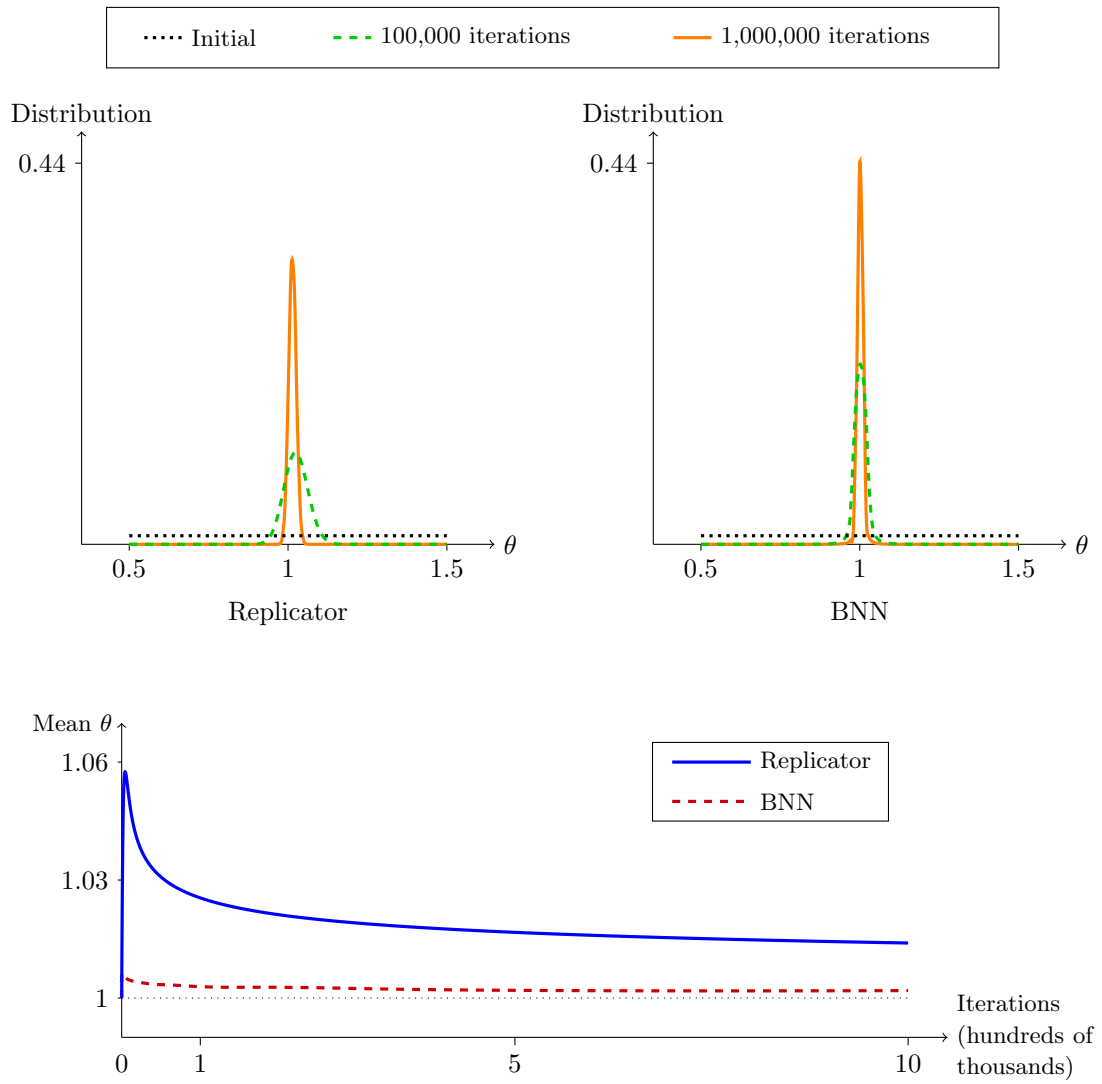 Initial 100,000 iterations 1,000,000 iterations
Distribution Distribution
0.44 0.44
θ θ
0.5 1 1.5 0.5 1 1.5
Replicator BNN
Mean θ
1.06
1.03
1
Replicator
BNN
0 1 5 10
Iterations
(hundreds of
thousands)